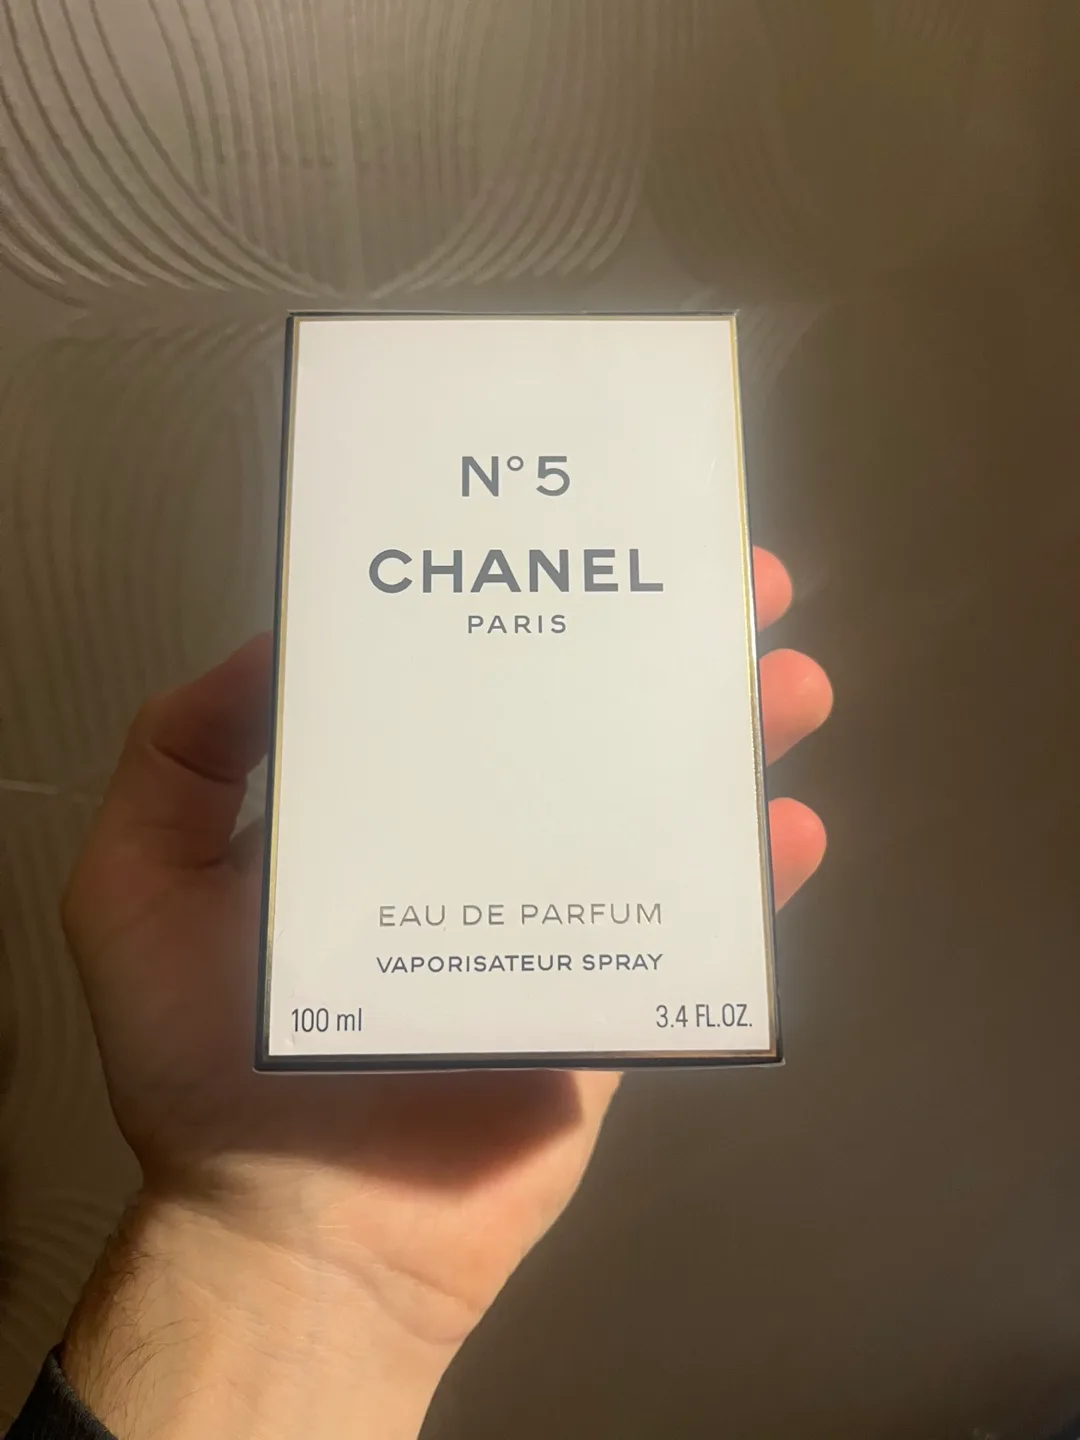 N°5
CHANEL
PARIS
EAU DE PARFUM
VAPORISATEUR SPRAY
100 ml 3.4 FL.OZ.